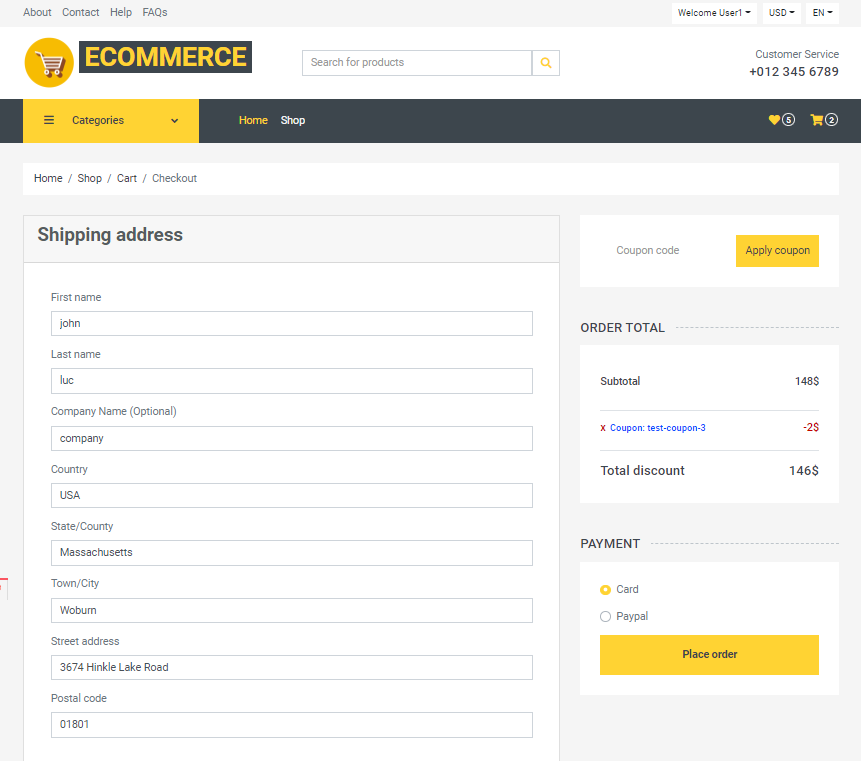 About Contact Help FAQs Welcome User1 USD EN
ECOMMERCE
Search for products
Customer Service
+012 345 6789
Categories Home Shop 5 2
Home / Shop / Cart / Checkout
Shipping address
First name
john
Last name
luc
Company Name (Optional)
company
Country
USA
State/County
Massachusetts
Town/City
Woburn
Street address
3674 Hinkle Lake Road
Postal code
01801
Coupon code Apply coupon
ORDER TOTAL
Subtotal 148$
x Coupon: test-coupon-3 -2$
Total discount 146$
PAYMENT
Card
Paypal
Place order